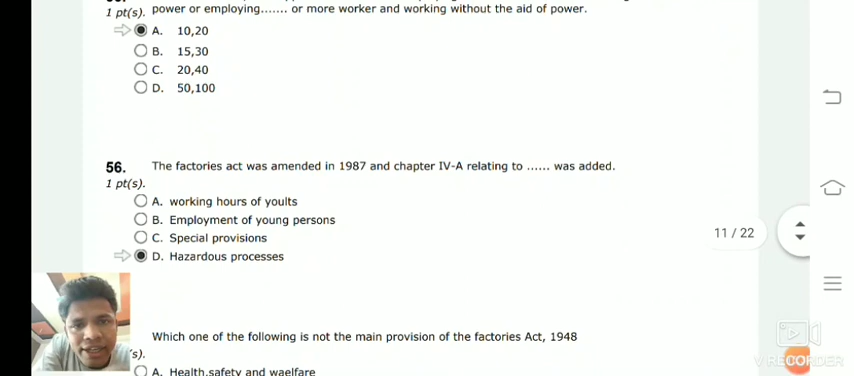 1 pt(s). power or employing....... or more worker and working without the aid of power.
A. 10,20
B. 15,30
C. 20,40
D. 50,100
56. The factories act was amended in 1987 and chapter IV-A relating to ...... was added.
1 pt(s).
A. working hours of yoults
B. Employment of young persons
C. Special provisions
D. Hazardous processes
11 / 22
Which one of the following is not the main provision of the factories Act, 1948
's).
A. Health,safety and waelfare
V RECORDER